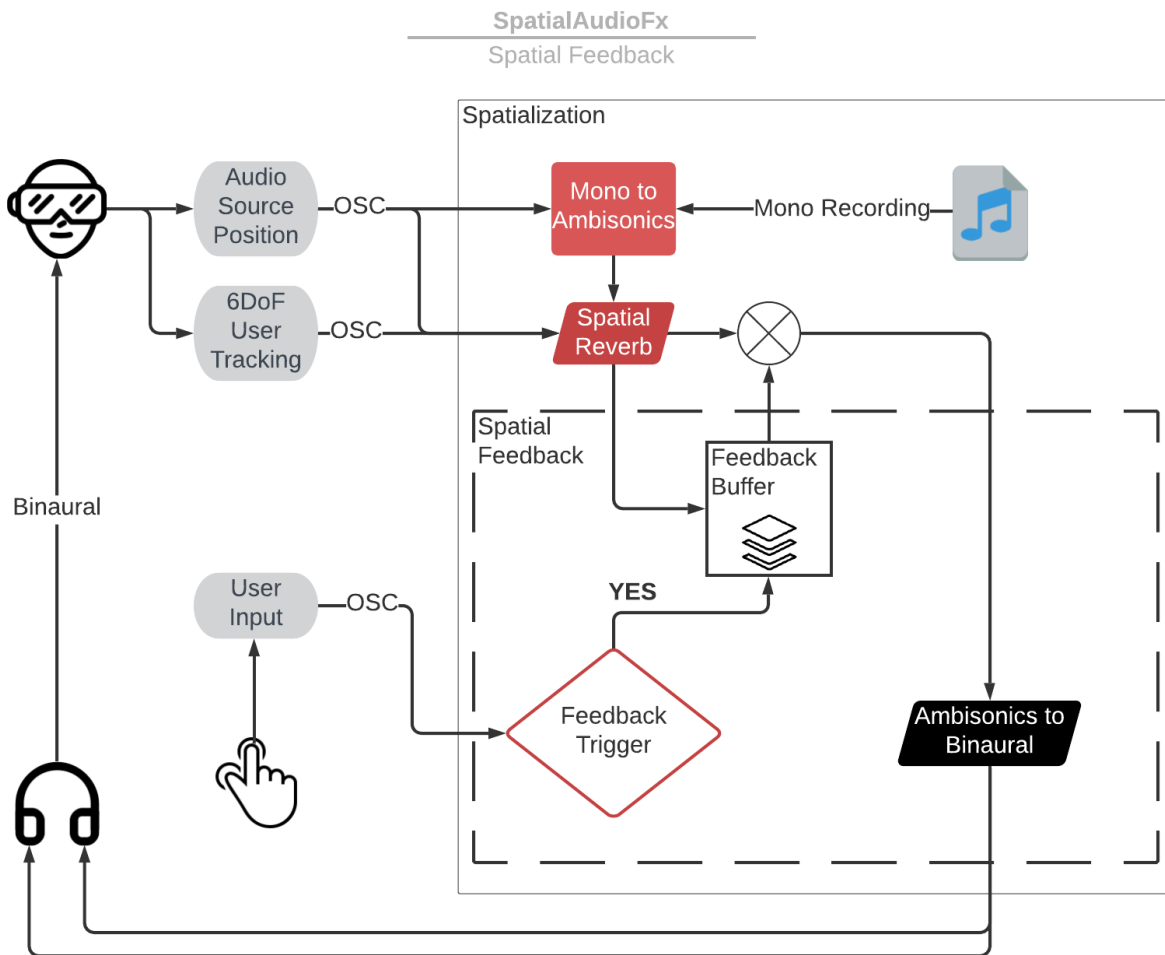 SpatialAudioFx
Spatial Feedback
Spatialization
Audio
Source
Position
OSC
Mono to
Ambisonics
Mono Recording
6DoF
User
Tracking
OSC
Spatial
Reverb
Spatial
Feedback
Feedback
Buffer
Binaural
YES
User
Input
OSC
Feedback
Trigger
Ambisonics to
Binaural